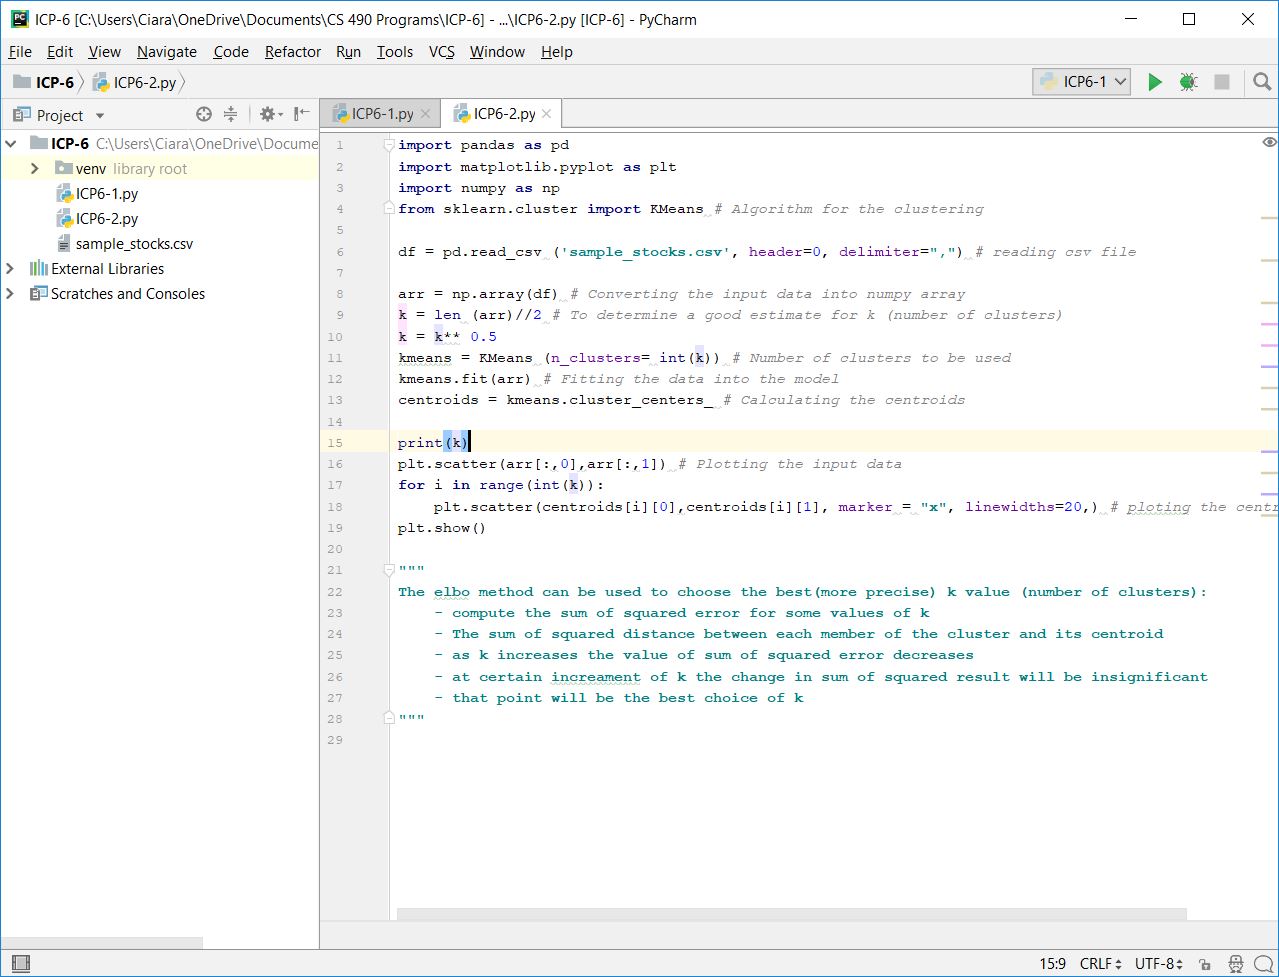 ICP-6 [C:\Users\Ciara\OneDrive\Documents\CS 490 Programs\ICP-6] - ...\ICP6-2.py [ICP-6] - PyCharm
File Edit View Navigate Code Refactor Run Tools VCS Window Help
ICP-6 ICP6-2.py ICP6-1
Project ICP6-1.py ICP6-2.py
ICP-6 C:\Users\Ciara\OneDrive\Docume
venv library root
ICP6-1.py
ICP6-2.py
sample_stocks.csv
External Libraries
Scratches and Consoles
1 import pandas as pd
2 import matplotlib.pyplot as plt
3 import numpy as np
4 from sklearn.cluster import KMeans # Algorithm for the clustering
5
6 df = pd.read_csv ('sample_stocks.csv', header=0, delimiter=",") # reading csv file
7
8 arr = np.array(df) # Converting the input data into numpy array
9 k = len (arr)//2 # To determine a good estimate for k (number of clusters)
10 k = k** 0.5
11 kmeans = KMeans (n_clusters= int(k)) # Number of clusters to be used
12 kmeans.fit(arr) # Fitting the data into the model
13 centroids = kmeans.cluster_centers_ # Calculating the centroids
14
15 print(k)
16 plt.scatter(arr[:,0],arr[:,1]) # Plotting the input data
17 for i in range(int(k)):
18 plt.scatter(centroids[i][0],centroids[i][1], marker = "x", linewidths=20,) # ploting the centr
19 plt.show()
20
21 """
22 The elbo method can be used to choose the best(more precise) k value (number of clusters):
23 - compute the sum of squared error for some values of k
24 - The sum of squared distance between each member of the cluster and its centroid
25 - as k increases the value of sum of squared error decreases
26 - at certain increament of k the change in sum of squared result will be insignificant
27 - that point will be the best choice of k
28 """
29
15:9 CRLF UTF-8